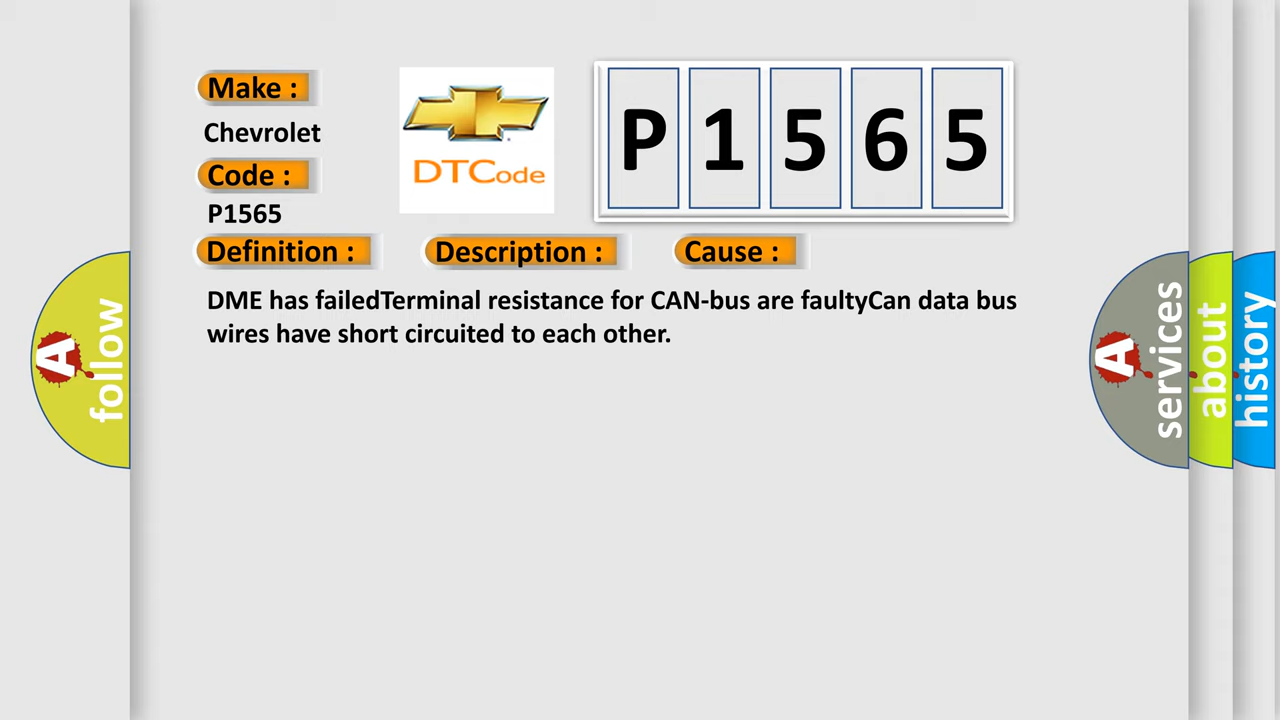 Make :
Chevrolet
Code :
P1565
DTCode
P 1 5 6 5
Definition :
Description :
Cause :
DME has failedTerminal resistance for CAN-bus are faultyCan data bus
wires have short circuited to each other.
A follow
A services
about
history